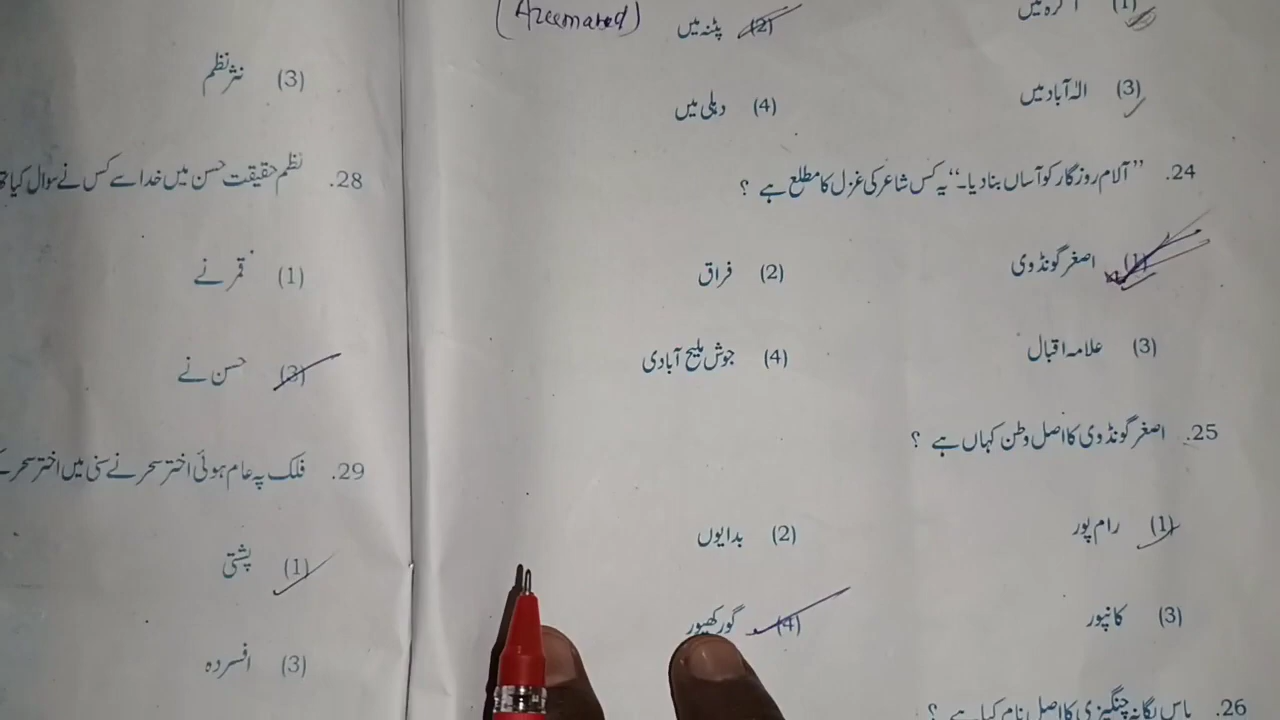 (1) آگرہ میں
(2) پٹنہ میں (Azeemabad)
(3) الہٰ آباد میں
(4) دہلی میں
24. ”آلام روزگار کو آساں بنا دیا۔“ یہ کس شاعر کی غزل کا مطلع ہے ؟
(1) اصغر گونڈوی
(2) فراق
(3) علامہ اقبال
(4) جوش ملیح آبادی
25. اصغر گونڈوی کا اصل وطن کہاں ہے ؟
(1) رام پور
(2) بدایوں
(3) کانپور
(4) گورکھپور
26. یاس یگانہ چنگیزی کا اصل نام کیا ہے ؟
(3) نثر نظم
28. نظم حقیقت حسن میں خدا سے کس نے سوال کیا
(1) قمر نے
(3) حسن نے
29. فلک پہ عام ہوئی اختر سحر نے سنی میں اختر سحر
(1) پشتی
(3) افسردہ